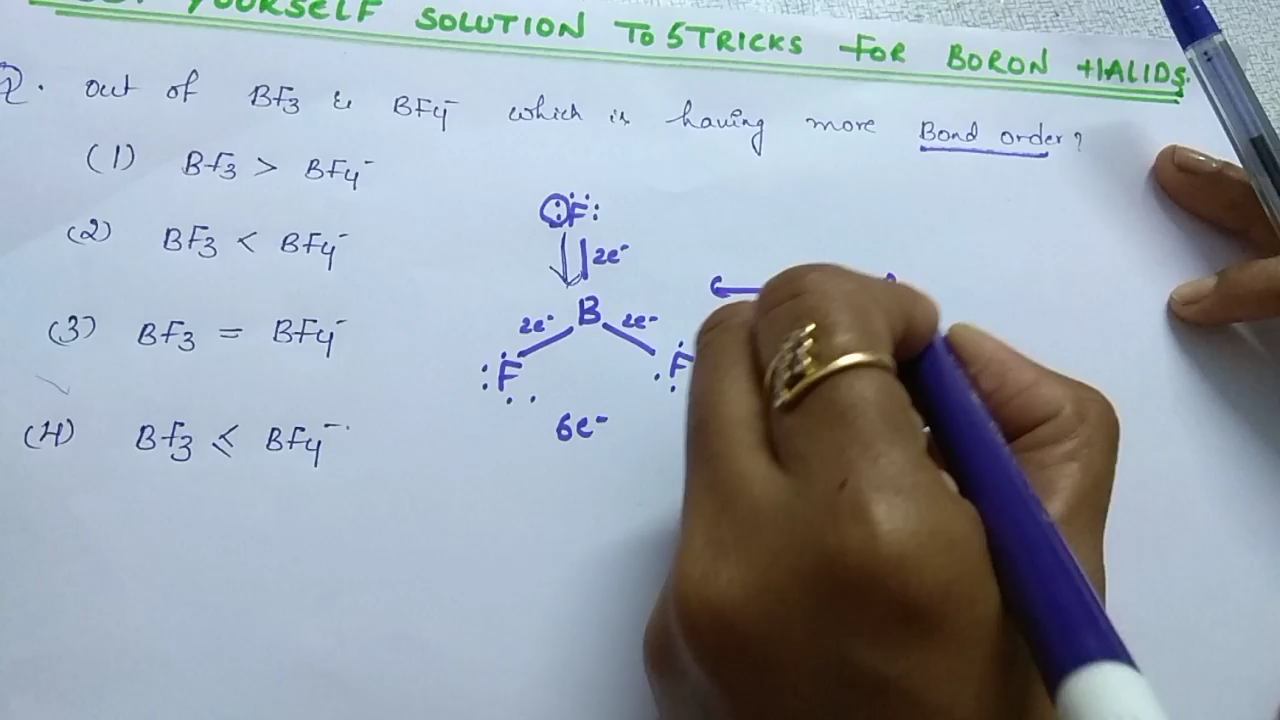 YOURSELF SOLUTION TO 5 TRICKS FOR BORON HALIDS.
Q. out of BF3 & BF4⁻ which is having more Bond order?
(1) BF3 > BF4⁻
(2) BF3 < BF4⁻
(3) BF3 = BF4⁻
(4) BF3 ≤ BF4⁻
:F:
2e⁻
B
2e⁻ 2e⁻
:F F
6e⁻